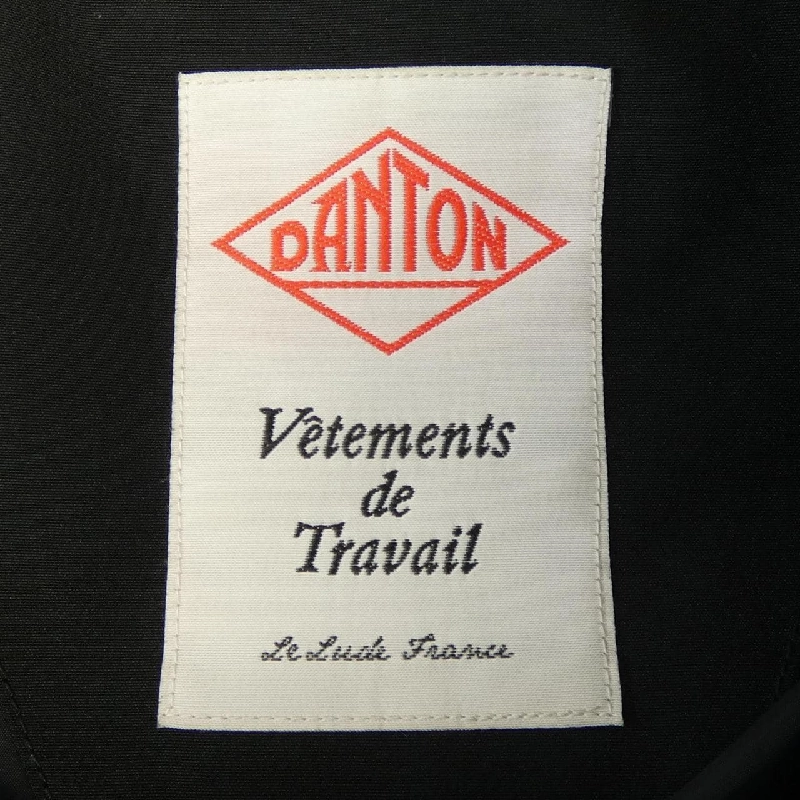 DANTON
Vêtements
de
Travail
Le Lude France